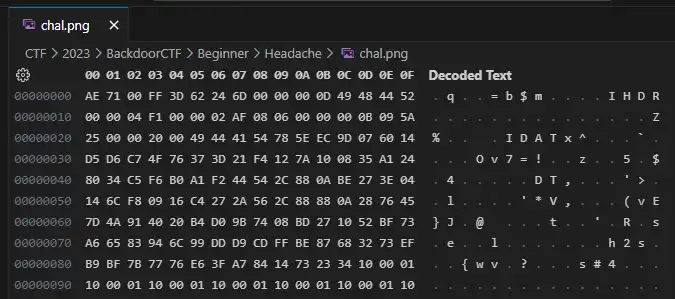 chal.png ×
CTF > 2023 > BackdoorCTF > Beginner > Headache > chal.png
00 01 02 03 04 05 06 07 08 09 0A 0B 0C 0D 0E 0F Decoded Text
00000000 AE 71 00 FF 3D 62 24 6D 00 00 00 0D 49 48 44 52 . q . . = b $ m . . . . I H D R
00000010 00 00 04 F1 00 00 02 AF 08 06 00 00 00 0B 09 5A . . . . . . . . . . . . . . . Z
00000020 25 00 00 20 00 49 44 41 54 78 5E EC 9D 07 60 14 % . . . I D A T x ^ . . . ` .
00000030 D5 D6 C7 4F 76 37 3D 21 F4 12 7A 10 08 35 A1 24 . . . O v 7 = ! . . z . . 5 . $
00000040 80 34 C5 F6 B0 A1 F2 44 54 2C 88 0A BE 27 3E 04 . 4 . . . . . D T , . . . ' > .
00000050 14 6C F8 09 16 C4 27 2A 56 2C 88 88 0A 28 76 45 . l . . . . ' * V , . . . ( v E
00000060 7D 4A 91 40 20 B4 D0 9B 74 08 BD 27 10 52 BF 73 } J . @ . . . t . . ' . R . s
00000070 A6 65 83 94 6C 99 DD D9 CD FF BE 87 68 32 73 EF . e . . l . . . . . . . h 2 s .
00000080 B9 BF 7B 77 76 E6 3F A7 84 14 73 23 34 10 00 01 . . { w v . ? . . . s # 4 . . .
00000090 10 00 01 10 00 01 10 00 01 10 00 01 10 00 01 10 . . . . . . . . . . . . . . . .